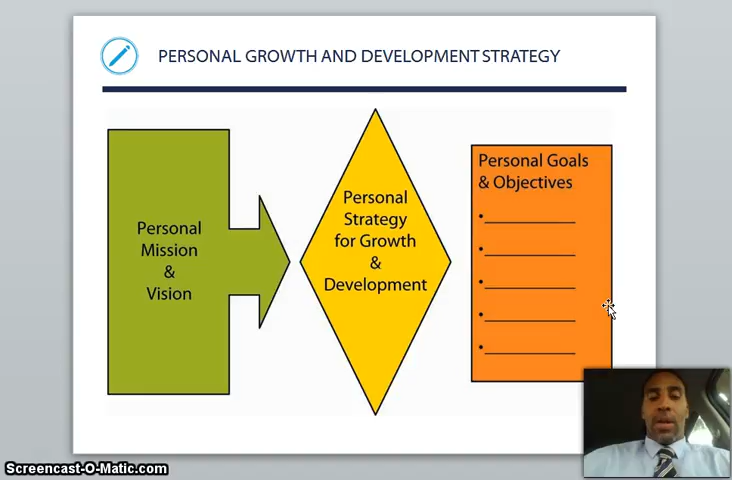 PERSONAL GROWTH AND DEVELOPMENT STRATEGY
Personal
Mission
&
Vision
Personal
Strategy
for Growth
&
Development
Personal Goals
& Objectives
Screencast-O-Matic.com